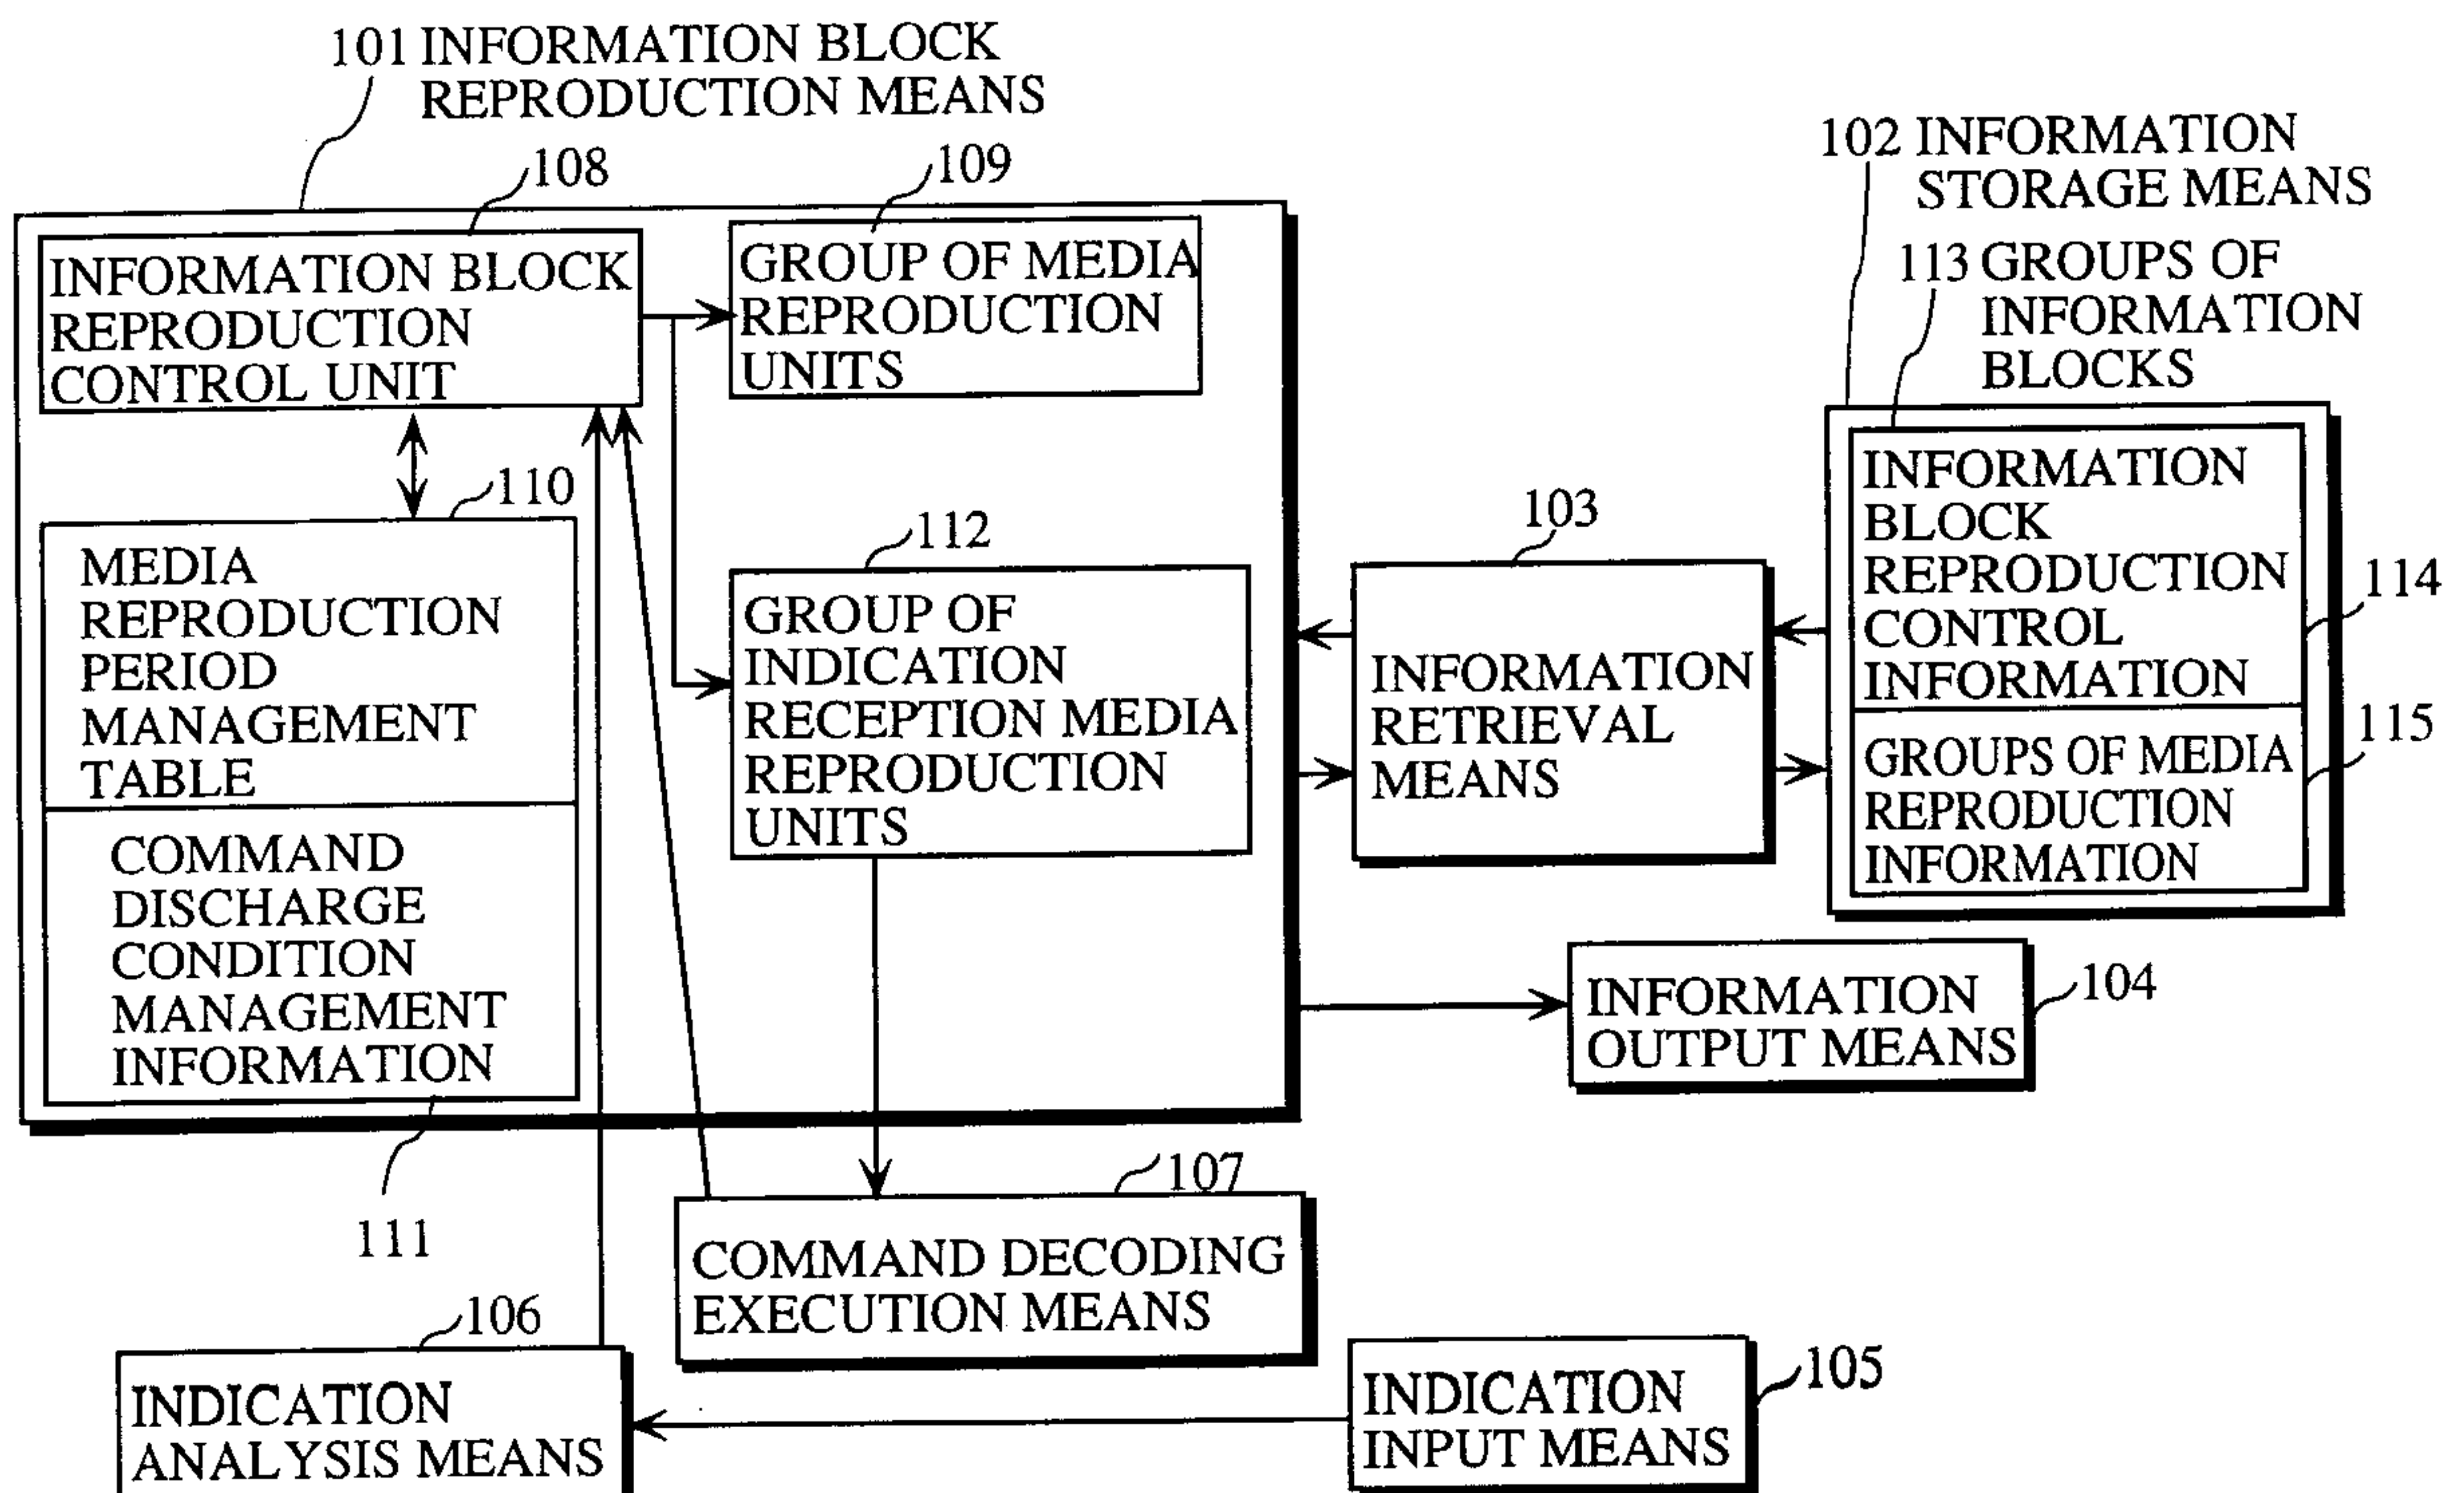 101 INFORMATION BLOCK
REPRODUCTION MEANS
108
109
INFORMATION BLOCK
REPRODUCTION
CONTROL UNIT
GROUP OF MEDIA
REPRODUCTION
UNITS
110
MEDIA
REPRODUCTION
PERIOD
MANAGEMENT
TABLE
COMMAND
DISCHARGE
CONDITION
MANAGEMENT
INFORMATION
111
112
GROUP OF
INDICATION
RECEPTION MEDIA
REPRODUCTION
UNITS
103
INFORMATION
RETRIEVAL
MEANS
102 INFORMATION
STORAGE MEANS
113 GROUPS OF
INFORMATION
BLOCKS
INFORMATION
BLOCK
REPRODUCTION
CONTROL
INFORMATION
114
GROUPS OF MEDIA
REPRODUCTION
INFORMATION
115
INFORMATION
OUTPUT MEANS
104
107
COMMAND DECODING
EXECUTION MEANS
106
INDICATION
ANALYSIS MEANS
INDICATION
INPUT MEANS
105